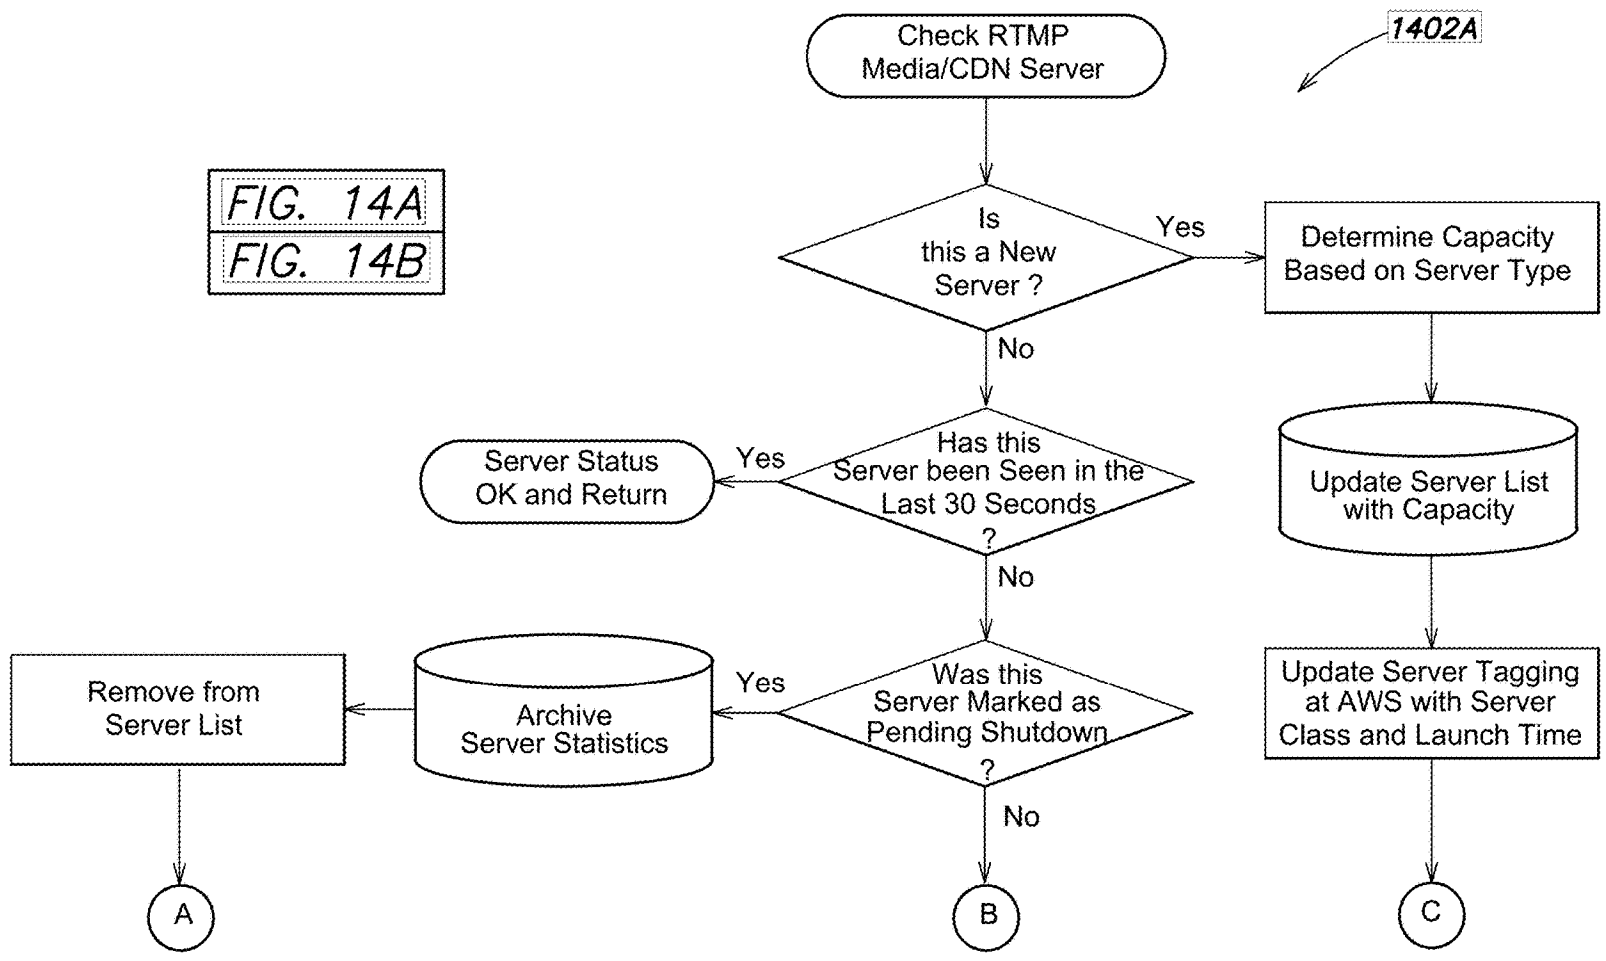 Check RTMP
Media/CDN Server
1402A
FIG. 14A
FIG. 14B
Is
this a New
Server ?
Yes
Determine Capacity
Based on Server Type
No
Server Status
OK and Return
Yes
Has this
Server been Seen in the
Last 30 Seconds
?
Update Server List
with Capacity
No
Remove from
Server List
Archive
Server Statistics
Yes
Was this
Server Marked as
Pending Shutdown
?
Update Server Tagging
at AWS with Server
Class and Launch Time
No
A
B
C